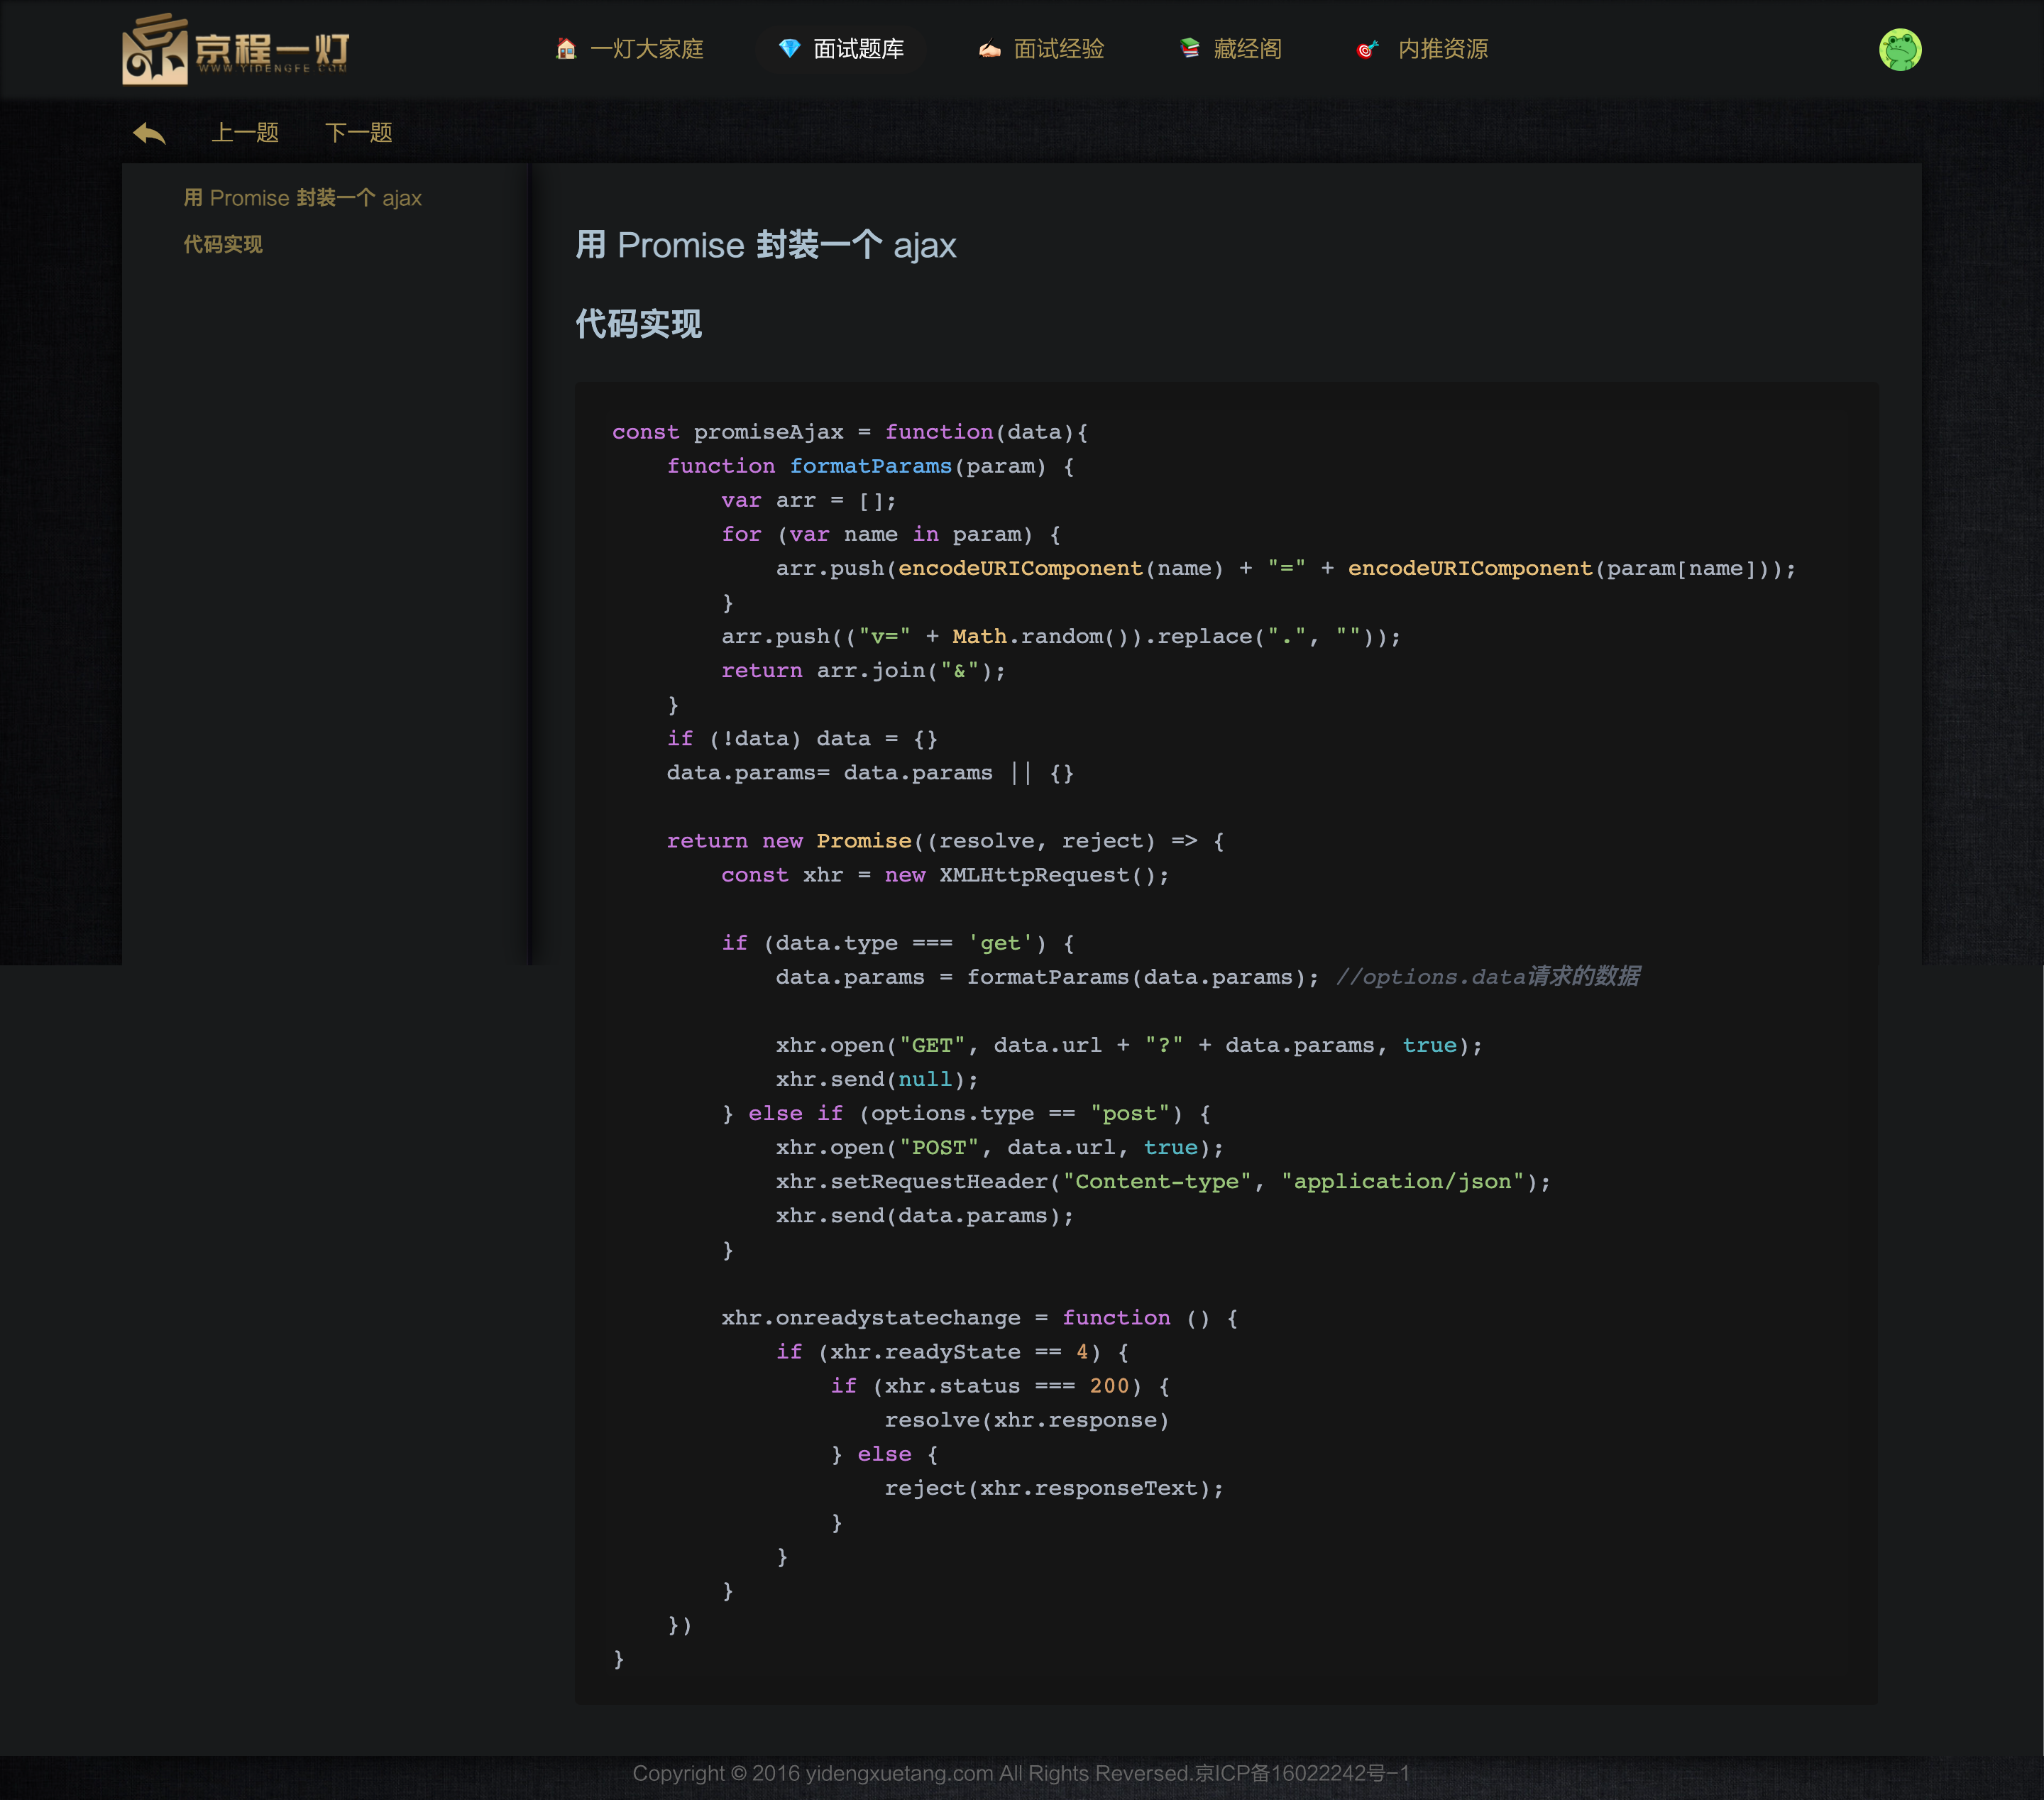 京程一灯
WWW.YIDENGFE.COM
一灯大家庭
面试题库
面试经验
藏经阁
内推资源
上一题
下一题
用 Promise 封装一个 ajax
代码实现
用 Promise 封装一个 ajax
代码实现
const promiseAjax = function(data){
    function formatParams(param) {
        var arr = [];
        for (var name in param) {
            arr.push(encodeURIComponent(name) + "=" + encodeURIComponent(param[name]));
        }
        arr.push(("v=" + Math.random()).replace(".", ""));
        return arr.join("&");
    }
    if (!data) data = {}
    data.params= data.params || {}

    return new Promise((resolve, reject) => {
        const xhr = new XMLHttpRequest();

        if (data.type === 'get') {
            data.params = formatParams(data.params); //options.data请求的数据

            xhr.open("GET", data.url + "?" + data.params, true);
            xhr.send(null);
        } else if (options.type == "post") {
            xhr.open("POST", data.url, true);
            xhr.setRequestHeader("Content-type", "application/json");
            xhr.send(data.params);
        }

        xhr.onreadystatechange = function () {
            if (xhr.readyState == 4) {
                if (xhr.status === 200) {
                    resolve(xhr.response)
                } else {
                    reject(xhr.responseText);
                }
            }
        }
    })
}
Copyright © 2016 yidengxuetang.com All Rights Reversed.京ICP备16022242号-1